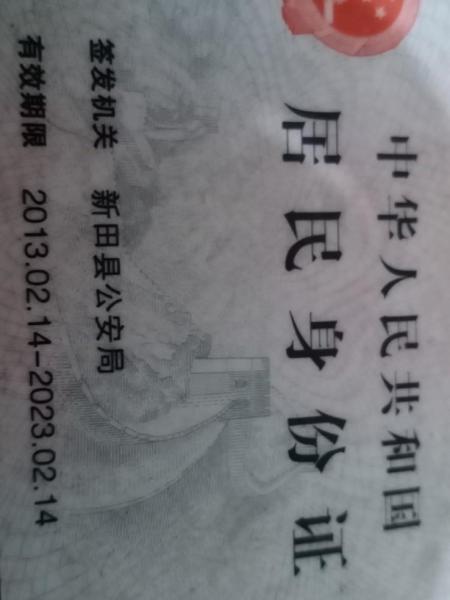 中华人民共和国
居民身份证
签发机关 新田县公安局
有效期限 2013.02.14-2023.02.14